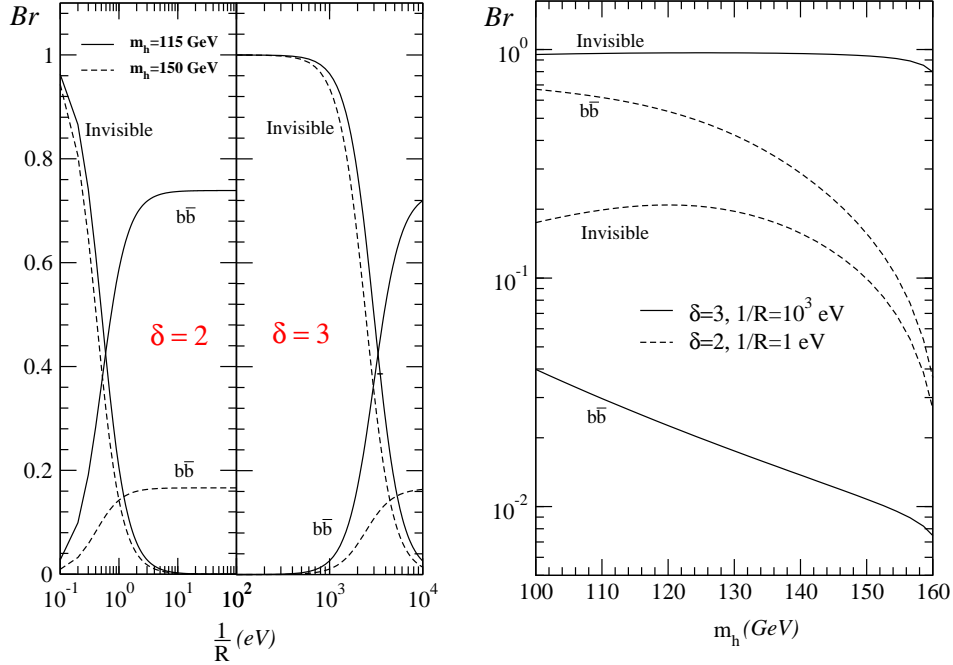 Br
1
0.8
0.6
0.4
0.2
0
m_h=115 GeV
m_h=150 GeV
Invisible
Invisible
bb̅
δ = 2
δ = 3
bb̅
bb̅
10^-1
10^0
10^1
10^2
10^3
10^4
1/R (eV)
Br
10^0
10^-1
10^-2
Invisible
bb̅
Invisible
δ=3, 1/R=10^3 eV
δ=2, 1/R=1 eV
bb̅
100
110
120
130
140
150
160
m_h (GeV)